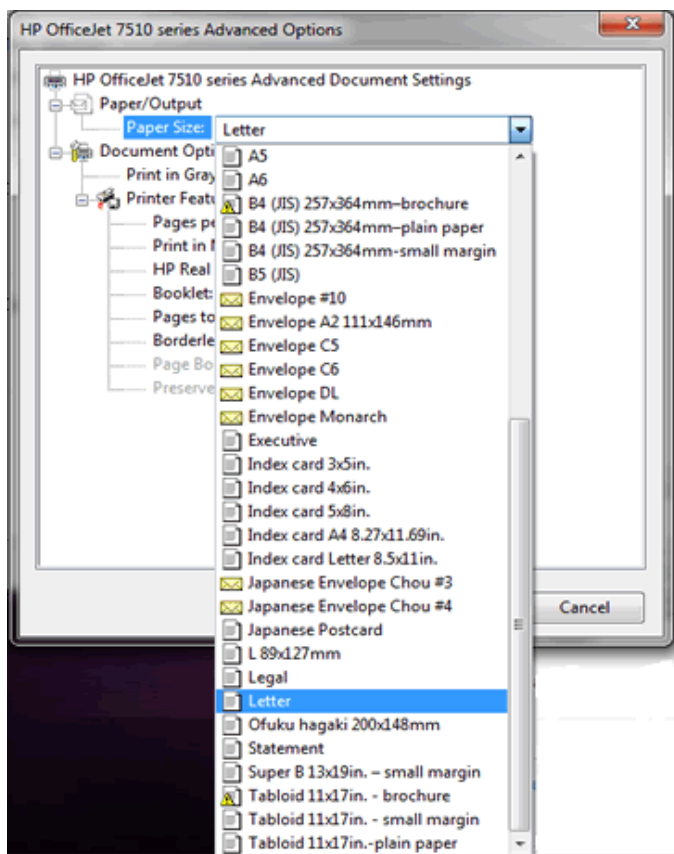 HP OfficeJet 7510 series Advanced Options
HP OfficeJet 7510 series Advanced Document Settings
Paper/Output
Paper Size: Letter
Document Opti
Print in Gray
Printer Featu
Pages pe
Print in
HP Real
Booklet:
Pages to
Borderle
Page Bo
Preserve
A5
A6
B4 (JIS) 257x364mm–brochure
B4 (JIS) 257x364mm–plain paper
B4 (JIS) 257x364mm-small margin
B5 (JIS)
Envelope #10
Envelope A2 111x146mm
Envelope C5
Envelope C6
Envelope DL
Envelope Monarch
Executive
Index card 3x5in.
Index card 4x6in.
Index card 5x8in.
Index card A4 8.27x11.69in.
Index card Letter 8.5x11in.
Japanese Envelope Chou #3
Japanese Envelope Chou #4
Japanese Postcard
L 89x127mm
Legal
Letter
Ofuku hagaki 200x148mm
Statement
Super B 13x19in. – small margin
Tabloid 11x17in. - brochure
Tabloid 11x17in. - small margin
Tabloid 11x17in.-plain paper
Cancel